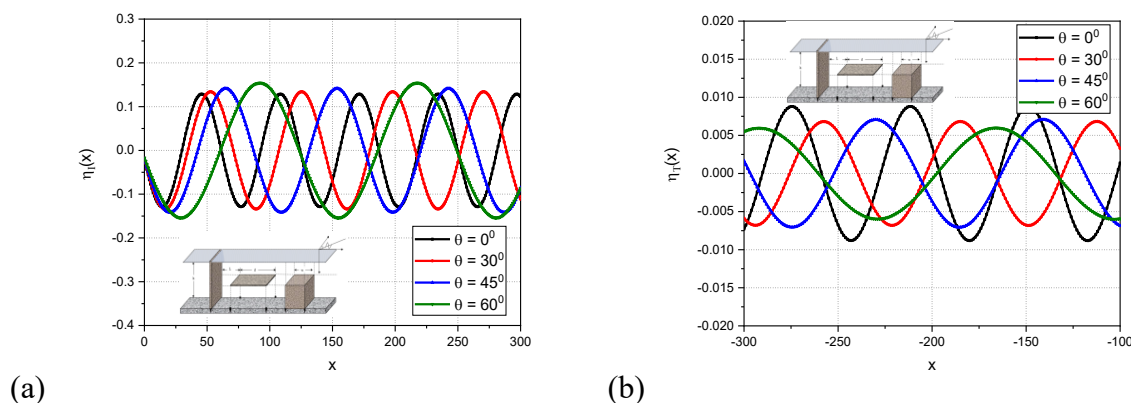 0.3
0.2
0.1
0.0
-0.1
-0.2
-0.3
-0.4
ηI(x)
0 50 100 150 200 250 300
x
θ = 0⁰
θ = 30⁰
θ = 45⁰
θ = 60⁰
(a)
0.020
0.015
0.010
0.005
0.000
-0.005
-0.010
-0.015
-0.020
ηT(x)
-300 -250 -200 -150 -100
x
θ = 0⁰
θ = 30⁰
θ = 45⁰
θ = 60⁰
(b)